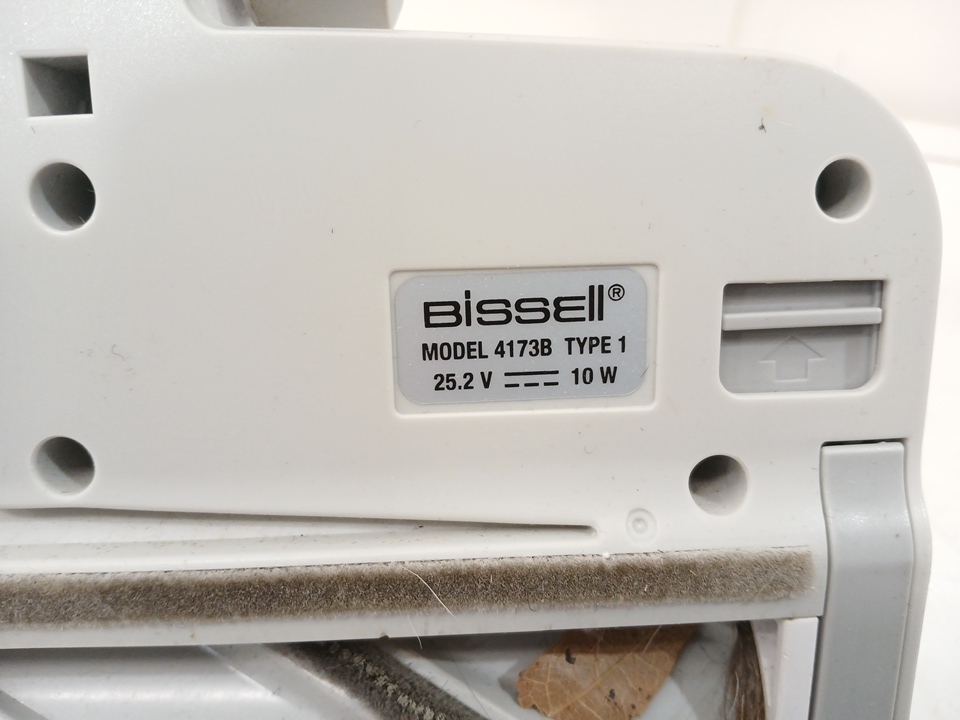 BISSELL®
MODEL 4173B TYPE 1
25.2 V ⎓ 10 W